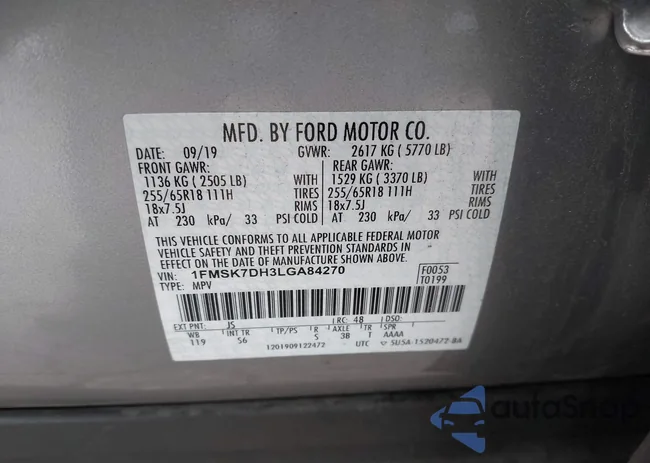 MFD. BY FORD MOTOR CO.
DATE: 09/19 GVWR: 2617 KG ( 5770 LB)
FRONT GAWR: REAR GAWR:
1136 KG ( 2505 LB) WITH 1529 KG ( 3370 LB) WITH
255/65R18 111H TIRES 255/65R18 111H TIRES
18x7.5J RIMS 18x7.5J RIMS
AT 230 kPa/ 33 PSI COLD AT 230 kPa/ 33 PSI COLD
THIS VEHICLE CONFORMS TO ALL APPLICABLE FEDERAL MOTOR
VEHICLE SAFETY AND THEFT PREVENTION STANDARDS IN
EFFECT ON THE DATE OF MANUFACTURE SHOWN ABOVE.
VIN: 1FMSK7DH3LGA84270 F0053
TYPE: MPV T0199
EXT PNT: JS RC: 48 DSO:
WB INT TR TP/PS R AXLE TR SPR
119 S6 S 3B T AAAA
1201909122472 UTC SU5A-1520472-BA
autoSnap